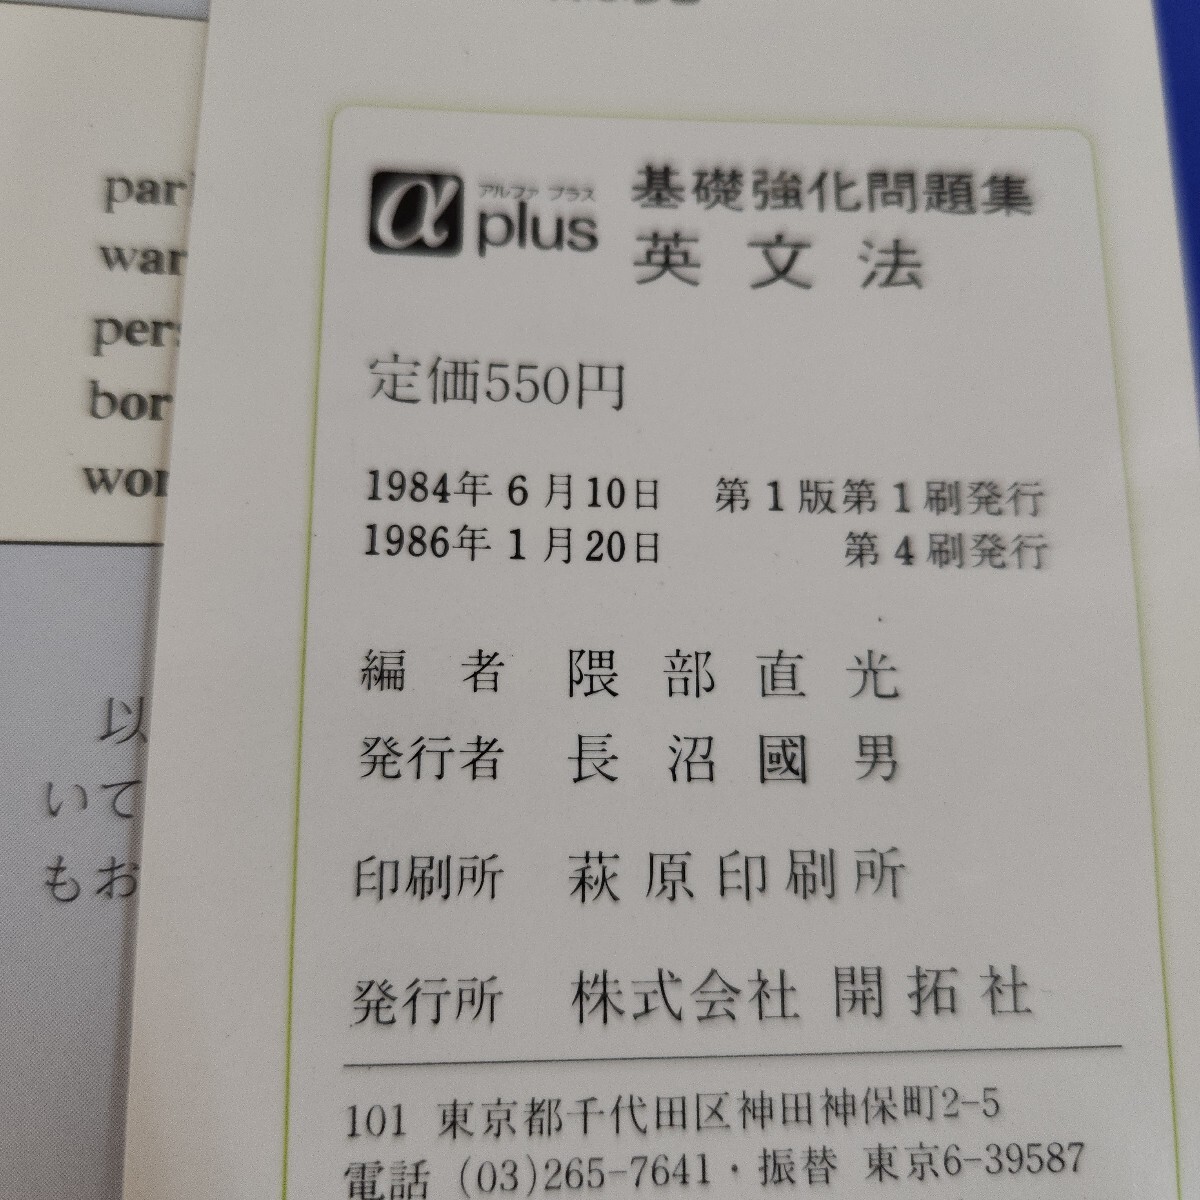 α plus アルファ プラス 基礎強化問題集
英文法
定価550円
1984年6月10日 第1版第1刷発行
1986年1月20日 第4刷発行
編者 隈部直光
発行者 長沼國男
印刷所 萩原印刷所
発行所 株式会社 開拓社
101 東京都千代田区神田神保町2-5
電話 (03)265-7641・振替 東京6-39587
par
war
pers
bor
wor
以
いて
もお